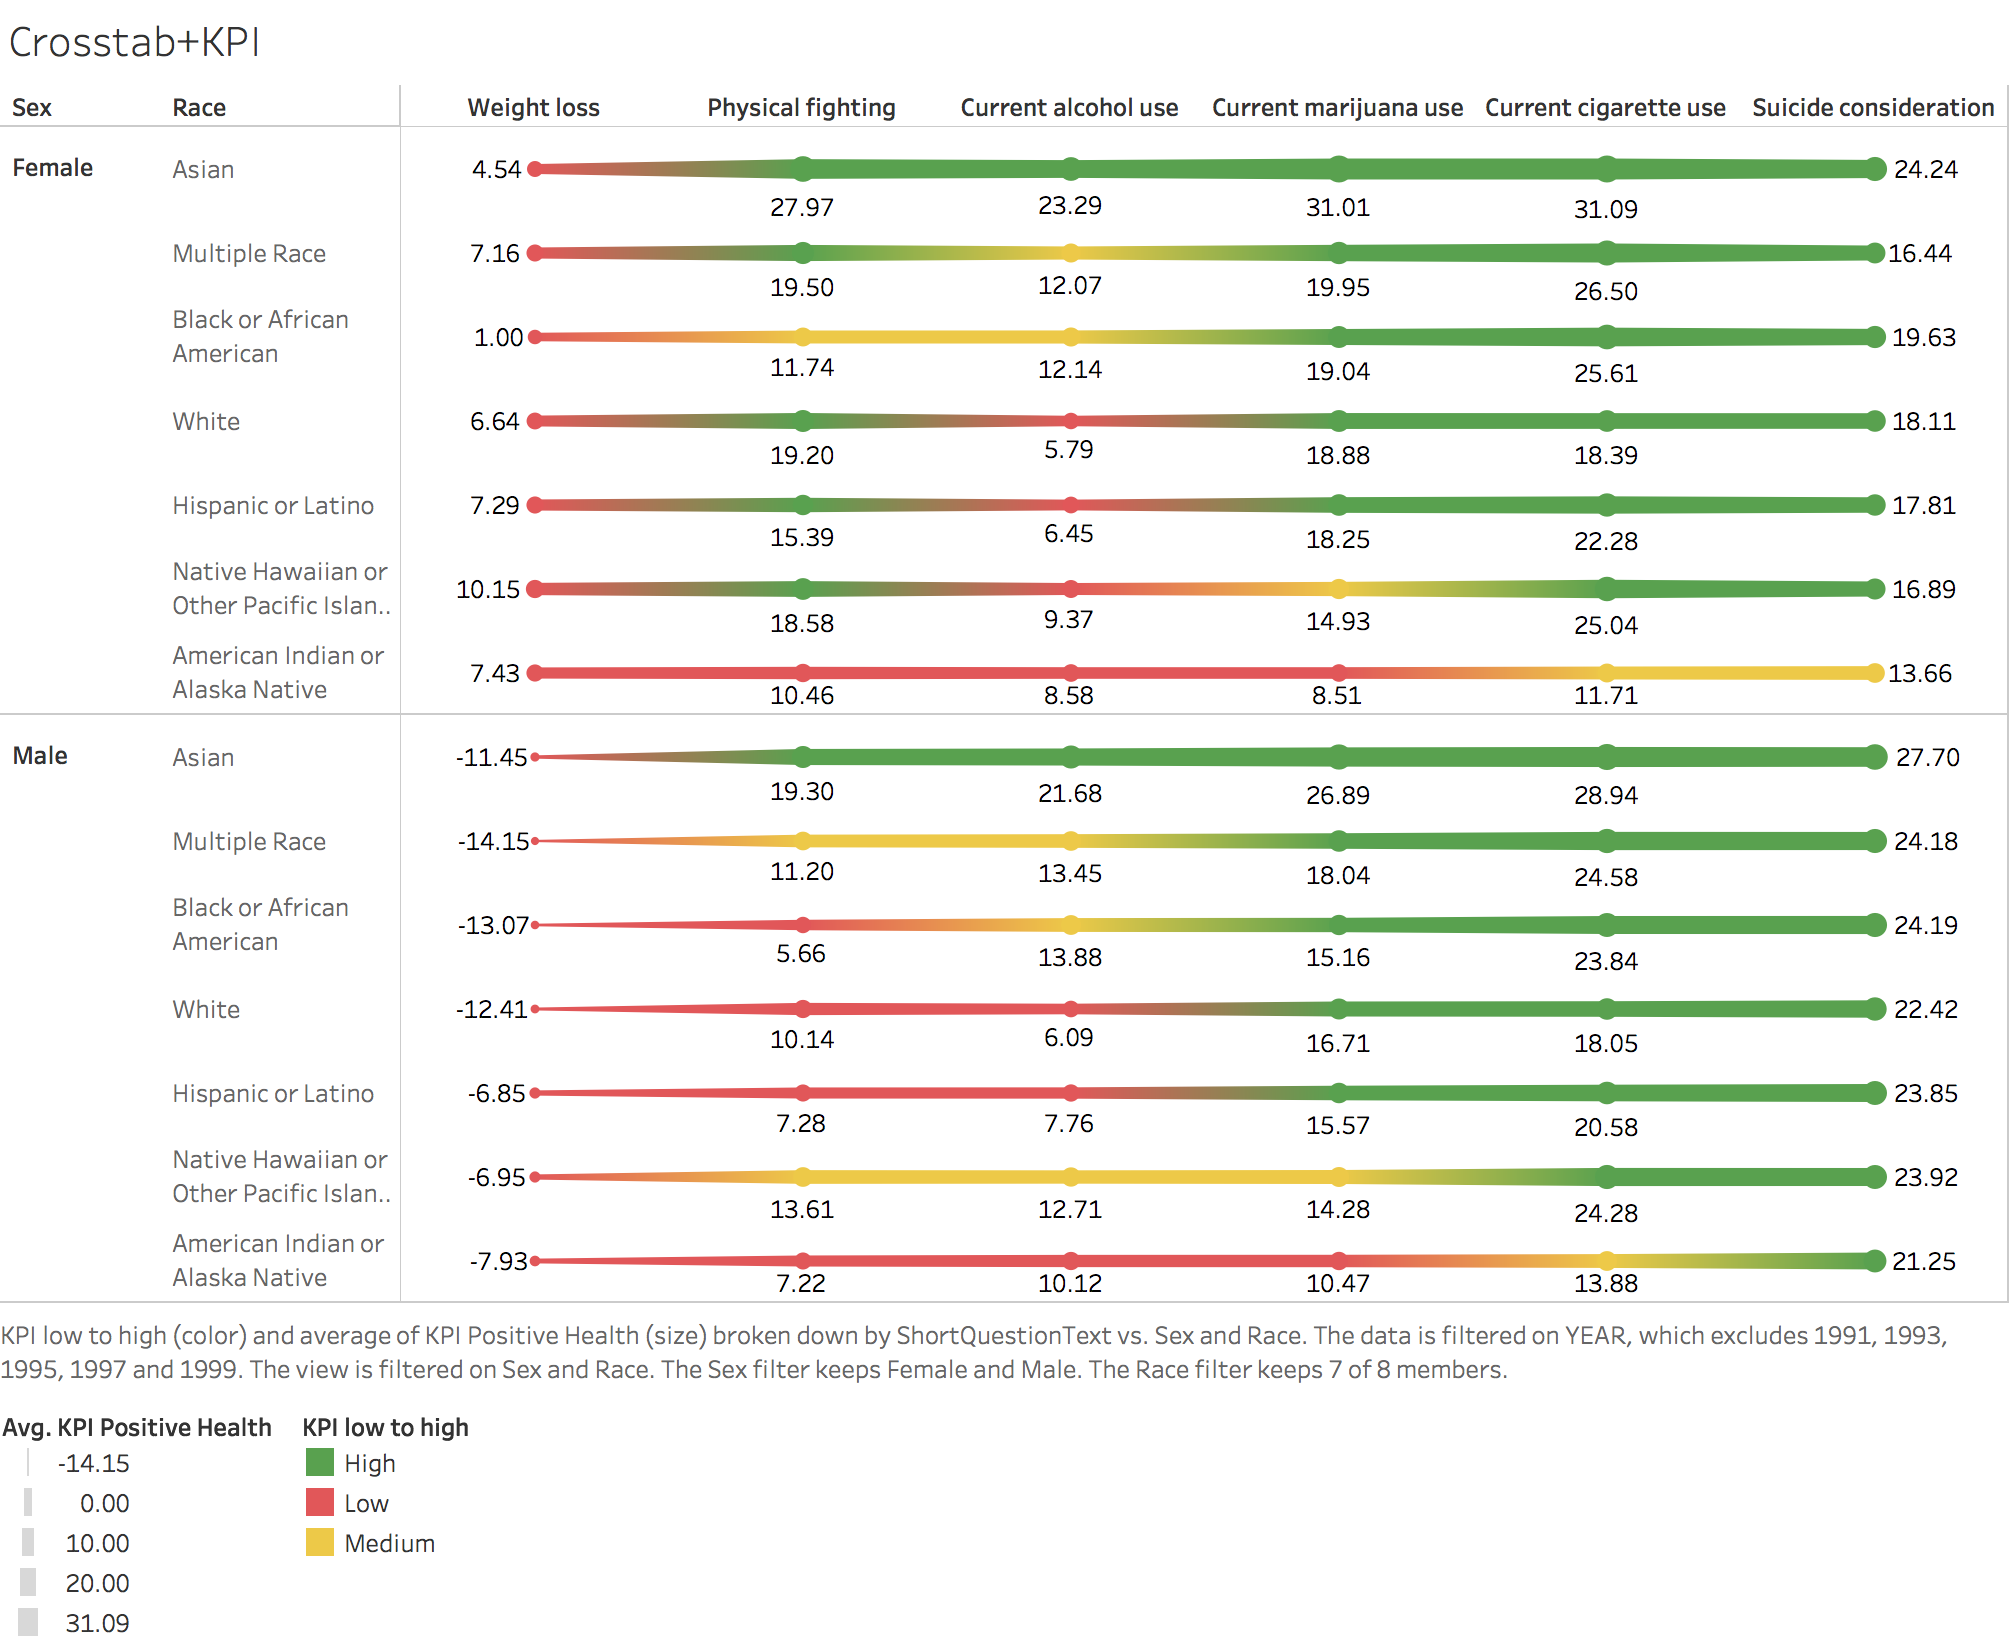 Crosstab+KPI
Sex Race Weight loss Physical fighting Current alcohol use Current marijuana use Current cigarette use Suicide consideration
Female Asian 4.54 24.24
27.97 23.29 31.01 31.09
Multiple Race 7.16 16.44
19.50 12.07 19.95 26.50
Black or African
American
1.00 19.63
11.74 12.14 19.04 25.61
White 6.64 18.11
19.20 5.79 18.88 18.39
Hispanic or Latino 7.29 17.81
15.39 6.45 18.25 22.28
Native Hawaiian or
Other Pacific Islan..
10.15 16.89
18.58 9.37 14.93 25.04
American Indian or
Alaska Native
7.43 13.66
10.46 8.58 8.51 11.71
Male Asian -11.45 27.70
19.30 21.68 26.89 28.94
Multiple Race -14.15 24.18
11.20 13.45 18.04 24.58
Black or African
American
-13.07 24.19
5.66 13.88 15.16 23.84
White -12.41 22.42
10.14 6.09 16.71 18.05
Hispanic or Latino -6.85 23.85
7.28 7.76 15.57 20.58
Native Hawaiian or
Other Pacific Islan..
-6.95 23.92
13.61 12.71 14.28 24.28
American Indian or
Alaska Native
-7.93 21.25
7.22 10.12 10.47 13.88
KPI low to high (color) and average of KPI Positive Health (size) broken down by ShortQuestionText vs. Sex and Race. The data is filtered on YEAR, which excludes 1991, 1993,
1995, 1997 and 1999. The view is filtered on Sex and Race. The Sex filter keeps Female and Male. The Race filter keeps 7 of 8 members.
Avg. KPI Positive Health
-14.15
0.00
10.00
20.00
31.09
KPI low to high
High
Low
Medium